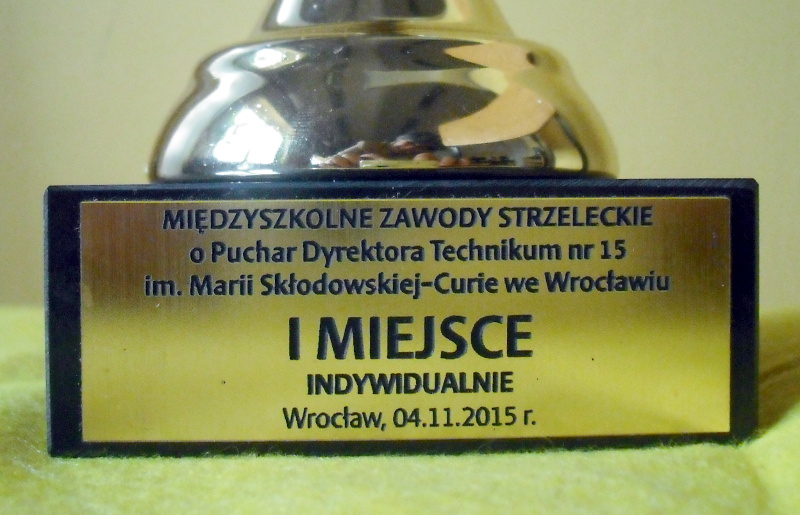 MIĘDZYSZKOLNE ZAWODY STRZELECKIE
o Puchar Dyrektora Technikum nr 15
im. Marii Skłodowskiej-Curie we Wrocławiu
I MIEJSCE
INDYWIDUALNIE
Wrocław, 04.11.2015 r.